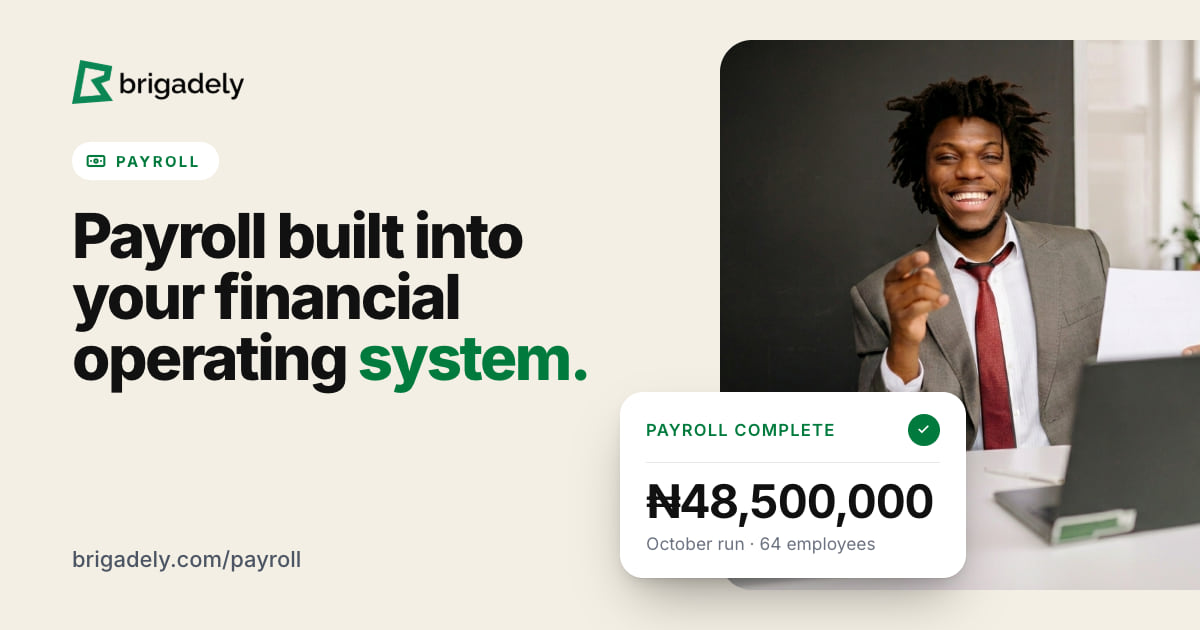 brigadely
PAYROLL
Payroll built into
your financial
operating system.
PAYROLL COMPLETE
₦48,500,000
October run · 64 employees
brigadely.com/payroll